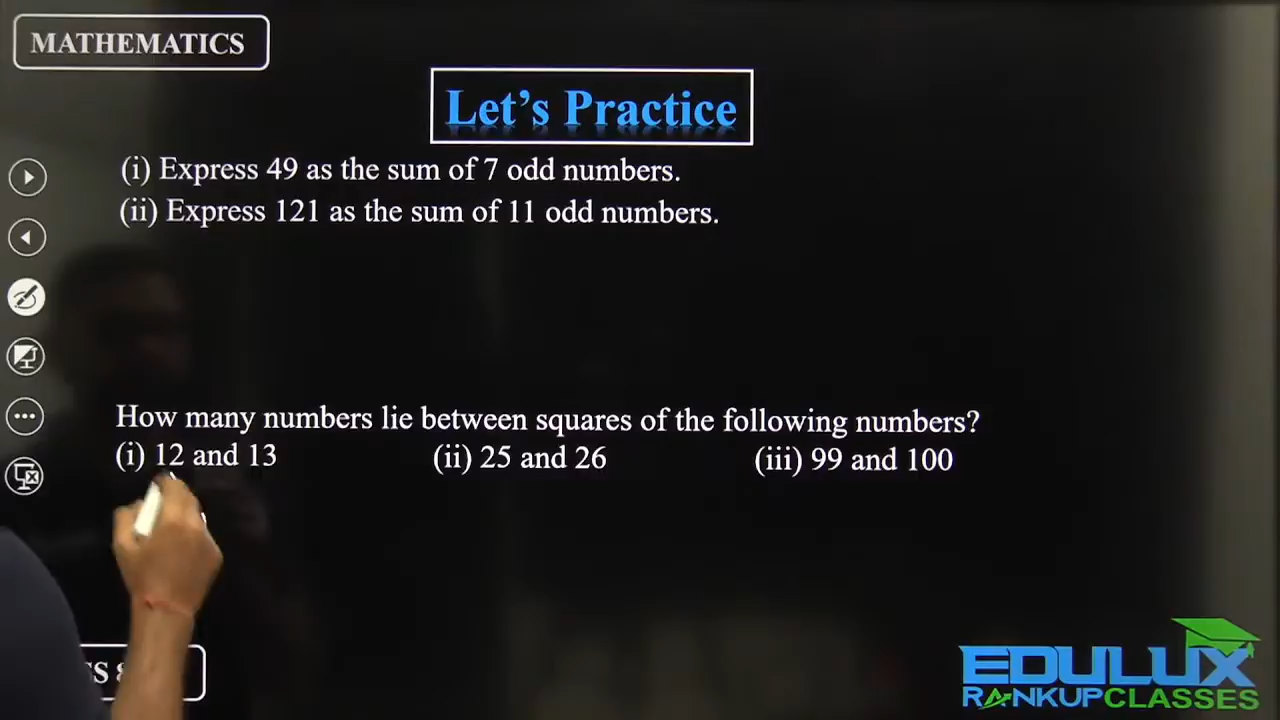 MATHEMATICS
Let's Practice
(i) Express 49 as the sum of 7 odd numbers.
(ii) Express 121 as the sum of 11 odd numbers.
How many numbers lie between squares of the following numbers?
(i) 12 and 13 (ii) 25 and 26 (iii) 99 and 100
EDULUX
RANKUPCLASSES